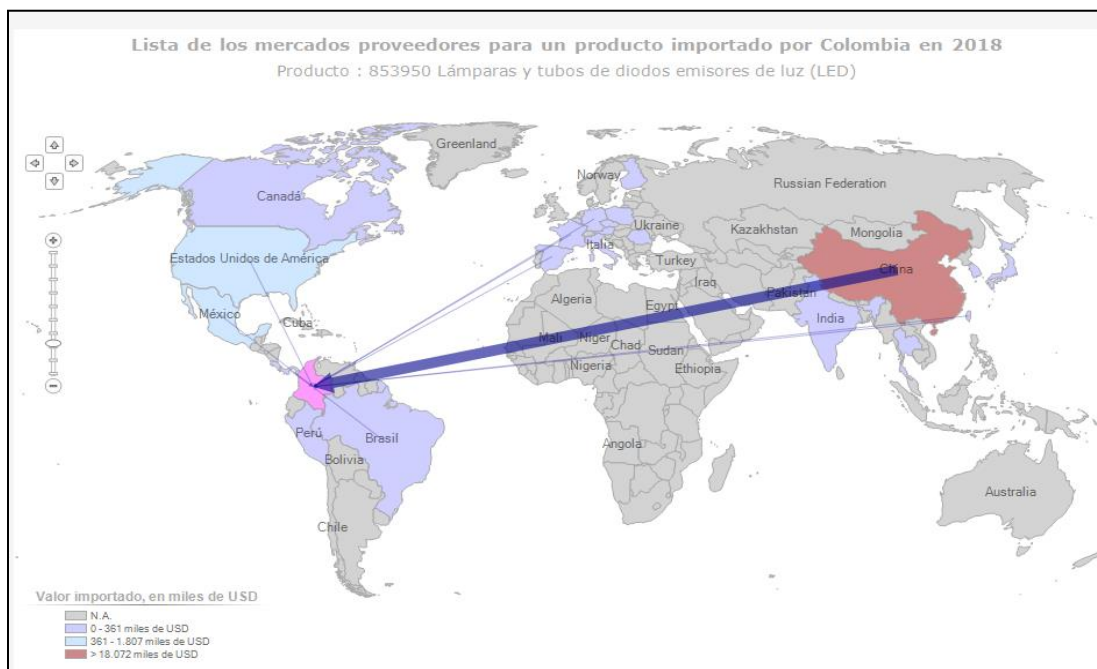 Lista de los mercados proveedores para un producto importado por Colombia en 2018
Producto : 853950 Lámparas y tubos de diodos emisores de luz (LED)
Greenland
Norway
Russian Federation
Canadá
Ukraine
Kazakhstan
Mongolia
Italia
Estados Unidos de América
Turkey
China
Iraq
Pakistán
Algeria
Egypt
México
India
Cuba
Mali
Niger
Chad
Sudan
Nigeria
Ethiopia
Perú
Brasil
Angola
Bolivia
Australia
Chile
Valor importado, en miles de USD
N.A.
0 - 361 miles de USD
361 - 1.807 miles de USD
> 18.072 miles de USD